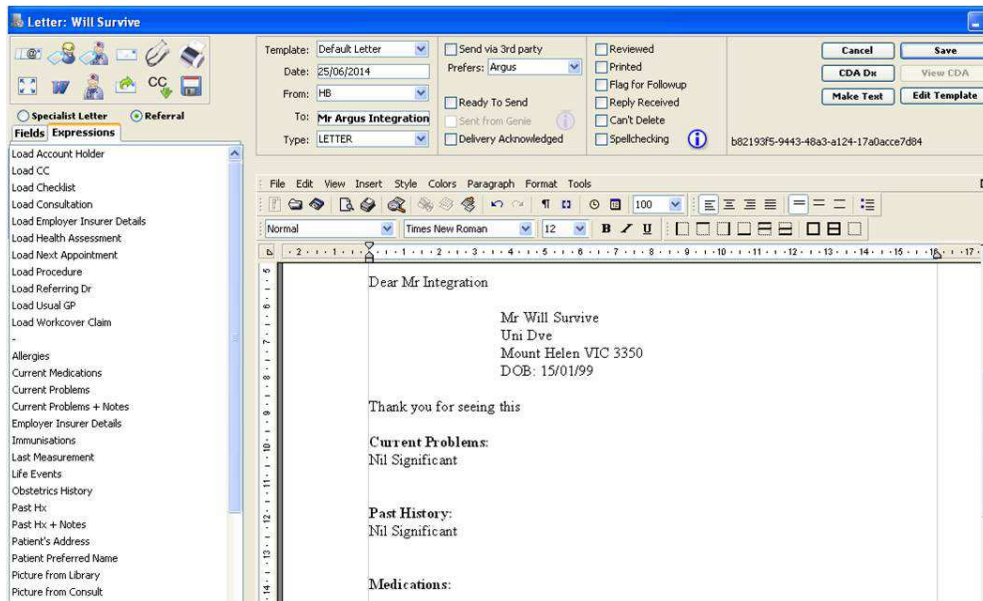 Letter: Will Survive
Specialist Letter Referral
Fields Expressions
Load Account Holder
Load CC
Load Checklist
Load Consultation
Load Employer Insurer Details
Load Health Assessment
Load Next Appointment
Load Procedure
Load Referring Dr
Load Usual GP
Load Workcover Claim
-
Allergies
Current Medications
Current Problems
Current Problems + Notes
Employer Insurer Details
Immunisations
Last Measurement
Life Events
Obstetrics History
Past Hx
Past Hx + Notes
Patient's Address
Patient Preferred Name
Picture from Library
Picture from Consult
Template: Default Letter
Date: 25/06/2014
From: HB
To: Mr Argus Integration
Type: LETTER
Send via 3rd party
Prefers: Argus
Ready To Send
Sent from Genie
Delivery Acknowledged
Reviewed
Printed
Flag for Followup
Reply Received
Can't Delete
Spellchecking
Cancel Save
CDA Dx View CDA
Make Text Edit Template
b82193f5-9443-48a3-a124-17a0acce7d84
File Edit View Insert Style Colors Paragraph Format Tools
100
Normal Times New Roman 12 B I U
Dear Mr Integration
Mr Will Survive
Uni Dve
Mount Helen VIC 3350
DOB: 15/01/99
Thank you for seeing this
Current Problems:
Nil Significant
Past History:
Nil Significant
Medications: